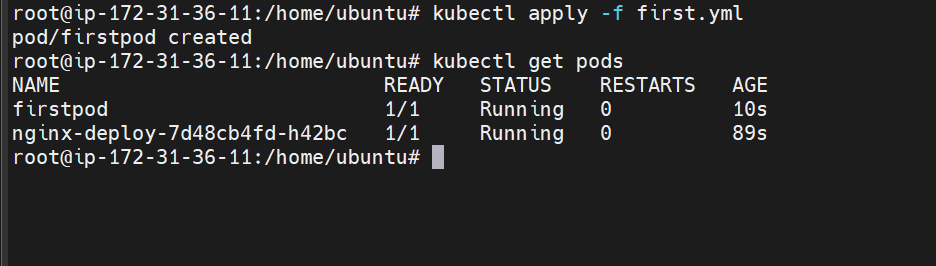 root@ip-172-31-36-11:/home/ubuntu# kubectl apply -f first.yml
pod/firstpod created
root@ip-172-31-36-11:/home/ubuntu# kubectl get pods
NAME                           READY   STATUS    RESTARTS   AGE
firstpod                       1/1     Running   0          10s
nginx-deploy-7d48cb4fd-h42bc   1/1     Running   0          89s
root@ip-172-31-36-11:/home/ubuntu#